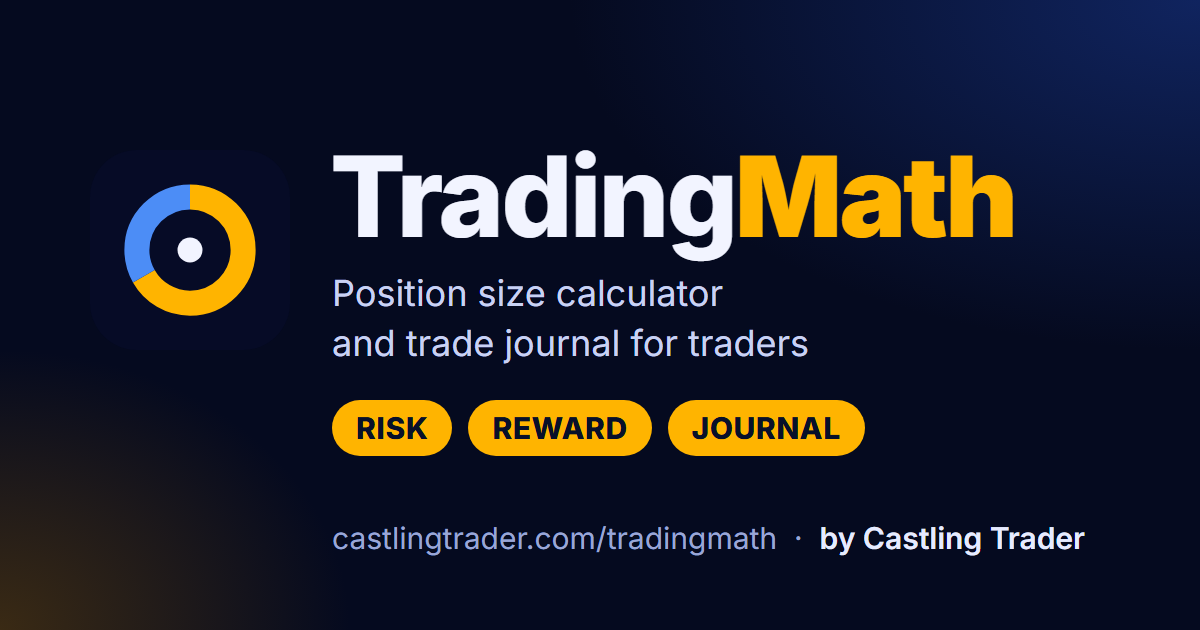 TradingMath
Position size calculator
and trade journal for traders
RISK REWARD JOURNAL
castlingtrader.com/tradingmath · by Castling Trader